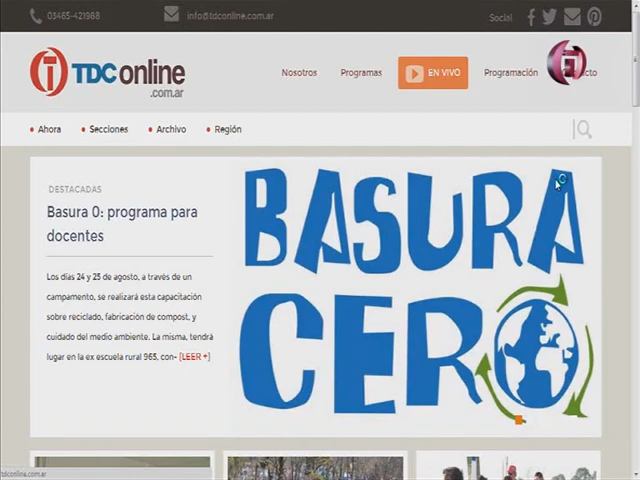 03465-421988
info@tdconline.com.ar
Social
TDC online
.com.ar
Nosotros
Programas
EN VIVO
Programación
cto
Ahora
Secciones
Archivo
Región
DESTACADAS
Basura 0: programa para
docentes
Los días 24 y 25 de agosto, a través de un
campamento, se realizará esta capacitación
sobre reciclado, fabricación de compost, y
cuidado del medio ambiente. La misma, tendrá
lugar en la ex escuela rural 965, con- [LEER +]
BASURA
CERO
tdconline.com.ar